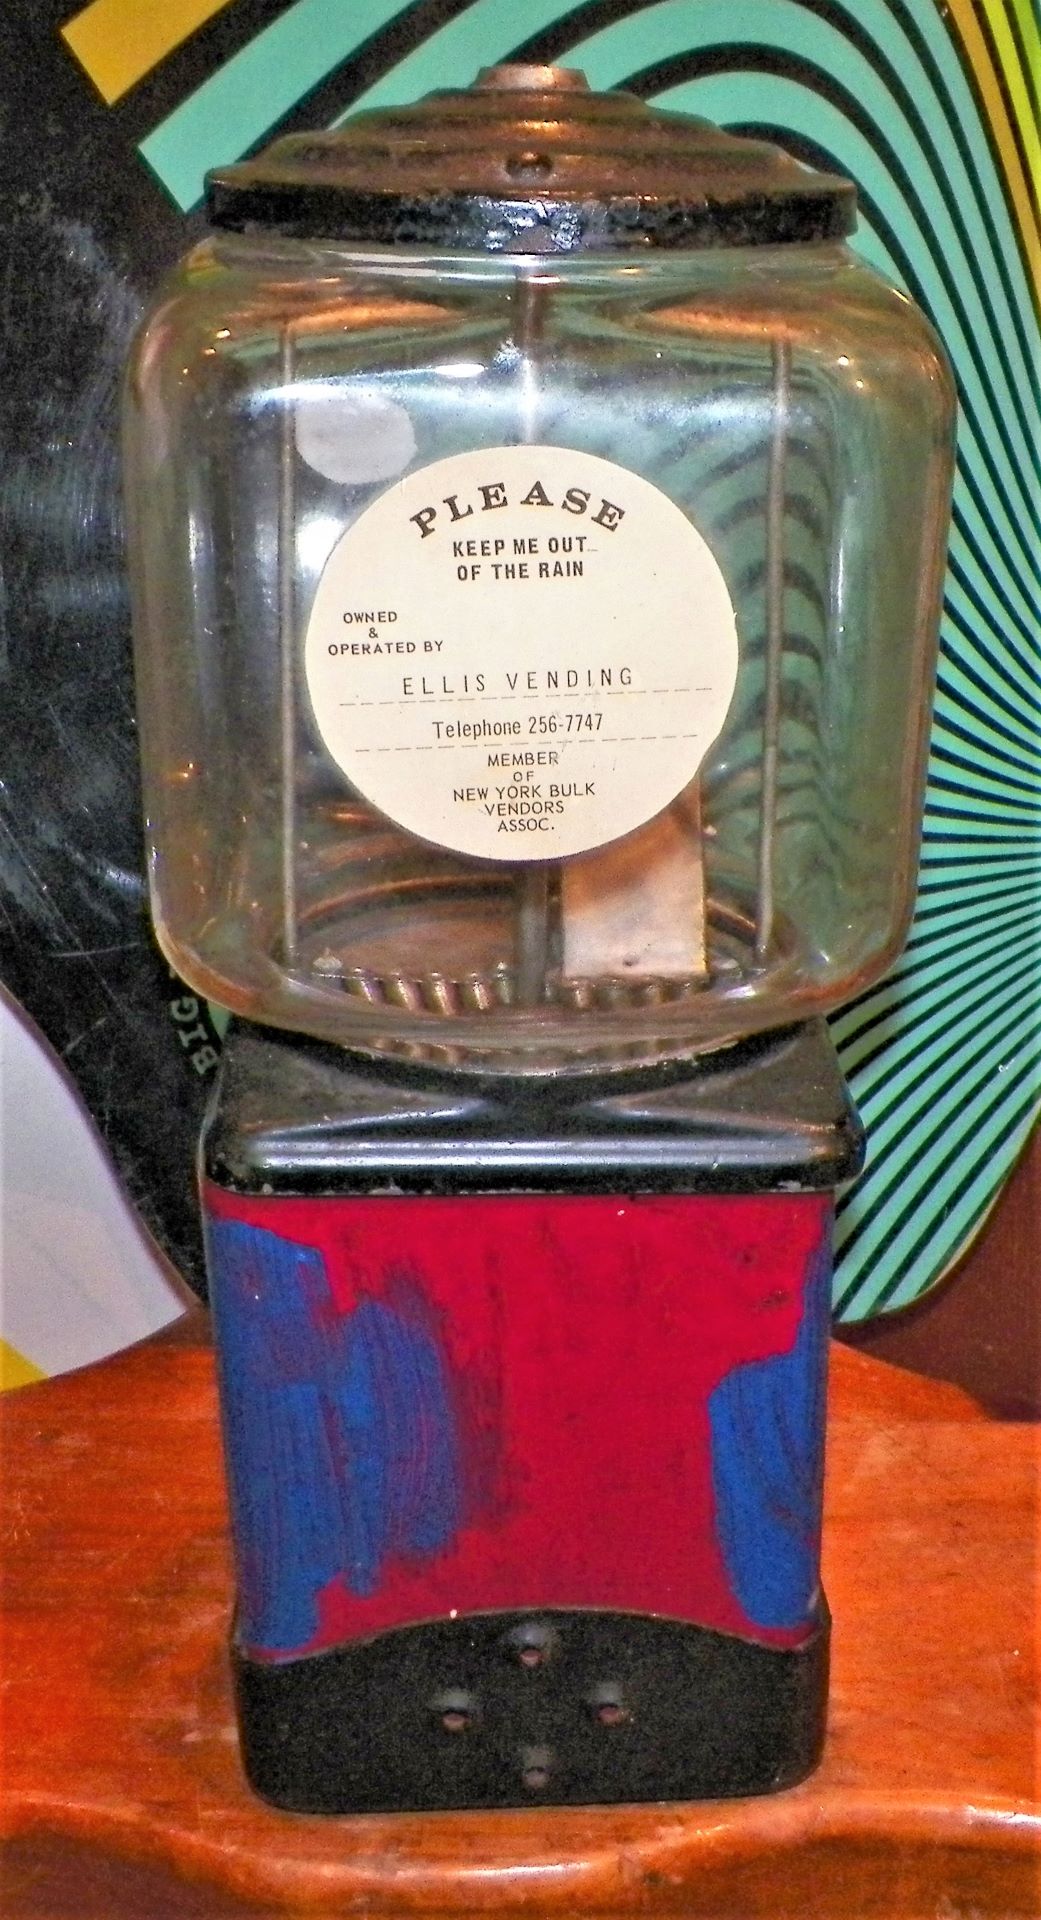 PLEASE
KEEP ME OUT
OF THE RAIN
OWNED
&
OPERATED BY
ELLIS VENDING
Telephone 256-7747
MEMBER
OF
NEW YORK BULK
VENDORS
ASSOC.
BIG